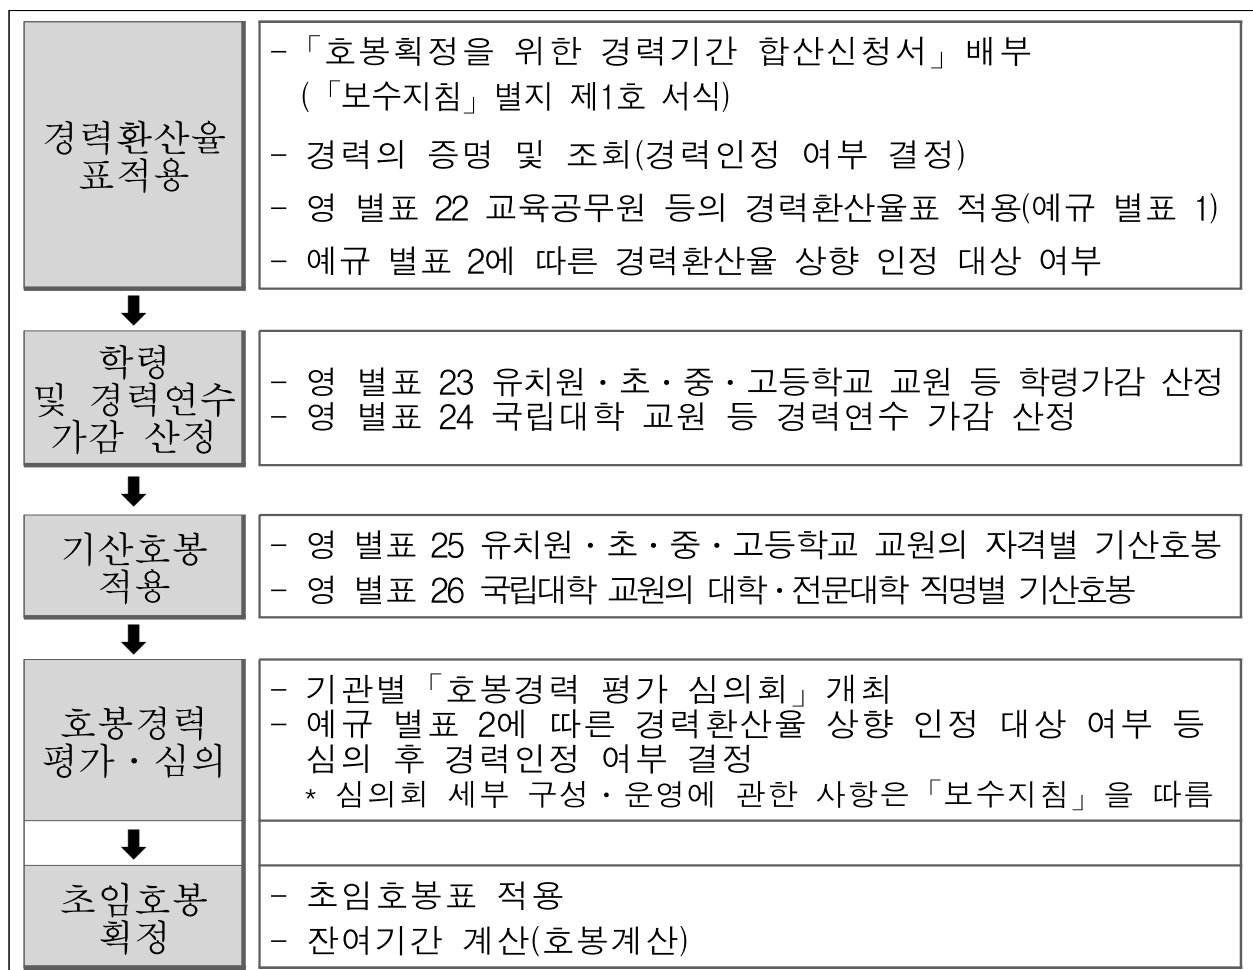 경력환산율
표적용
-「호봉획정을 위한 경력기간 합산신청서」배부
(「보수지침」별지 제1호 서식)
- 경력의 증명 및 조회(경력인정 여부 결정)
- 영 별표 22 교육공무원 등의 경력환산율표 적용(예규 별표 1)
- 예규 별표 2에 따른 경력환산율 상향 인정 대상 여부
학령
및 경력연수
가감 산정
- 영 별표 23 유치원·초·중·고등학교 교원 등 학령가감 산정
- 영 별표 24 국립대학 교원 등 경력연수 가감 산정
기산호봉
적용
- 영 별표 25 유치원·초·중·고등학교 교원의 자격별 기산호봉
- 영 별표 26 국립대학 교원의 대학·전문대학 직명별 기산호봉
호봉경력
평가·심의
- 기관별「호봉경력 평가 심의회」개최
- 예규 별표 2에 따른 경력환산율 상향 인정 대상 여부 등
심의 후 경력인정 여부 결정
* 심의회 세부 구성·운영에 관한 사항은「보수지침」을 따름
초임호봉
획정
- 초임호봉표 적용
- 잔여기간 계산(호봉계산)